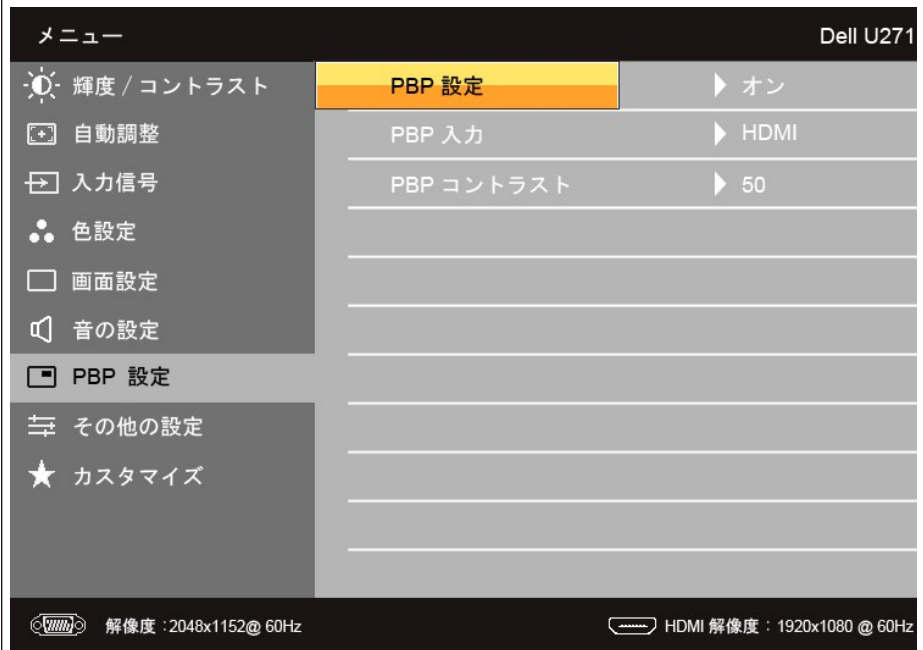 メニュー
Dell U271
輝度 / コントラスト
自動調整
入力信号
色設定
画面設定
音の設定
PBP 設定
その他の設定
カスタマイズ
PBP 設定
オン
PBP 入力
HDMI
PBP コントラスト
50
解像度：2048x1152@ 60Hz
HDMI 解像度：1920x1080 @ 60Hz